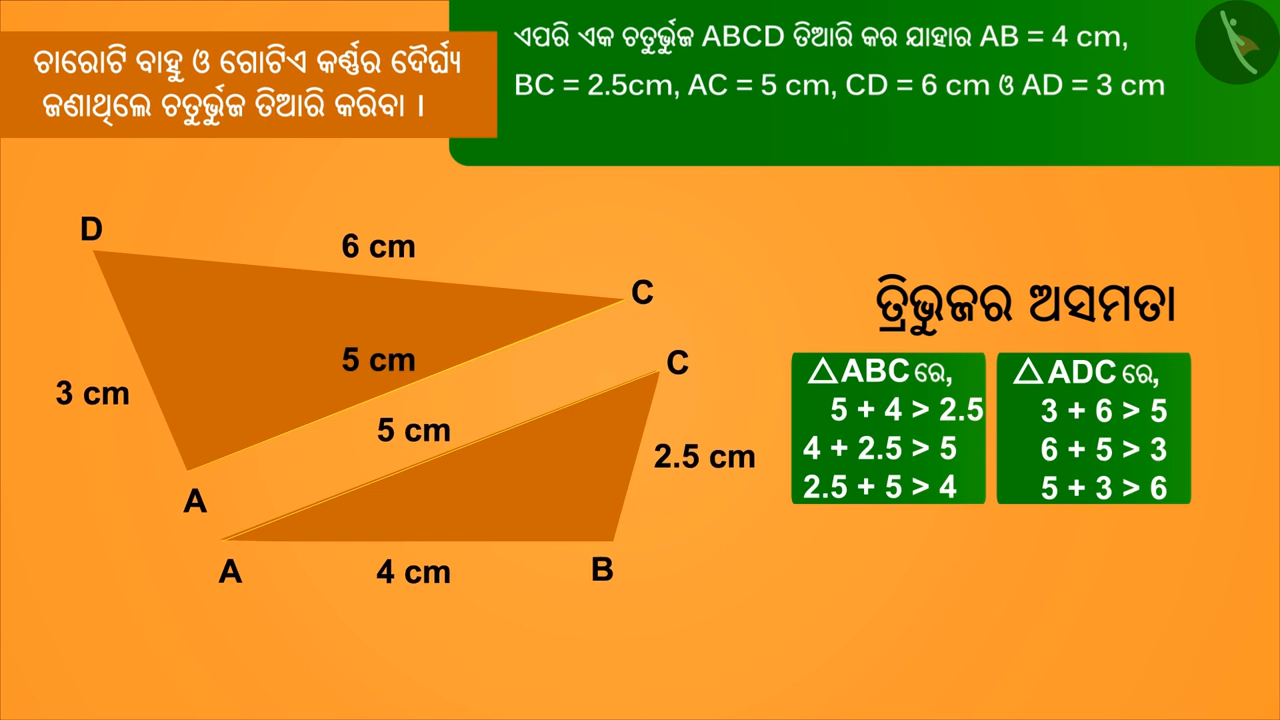 ଚାରୋଟି ବାହୁ ଓ ଗୋଟିଏ କର୍ଣ୍ଣର ଦୈର୍ଘ୍ୟ
ଜଣାଥିଲେ ଚତୁର୍ଭୁଜ ତିଆରି କରିବା ।
ଏପରି ଏକ ଚତୁର୍ଭୁଜ ABCD ତିଆରି କର ଯାହାର AB = 4 cm,
BC = 2.5cm, AC = 5 cm, CD = 6 cm ଓ AD = 3 cm
D
6 cm
C
5 cm
3 cm
A
C
5 cm
2.5 cm
A
4 cm
B
ତ୍ରିଭୁଜର ଅସମତା
△ABC ରେ,
5 + 4 > 2.5
4 + 2.5 > 5
2.5 + 5 > 4
△ADC ରେ,
3 + 6 > 5
6 + 5 > 3
5 + 3 > 6